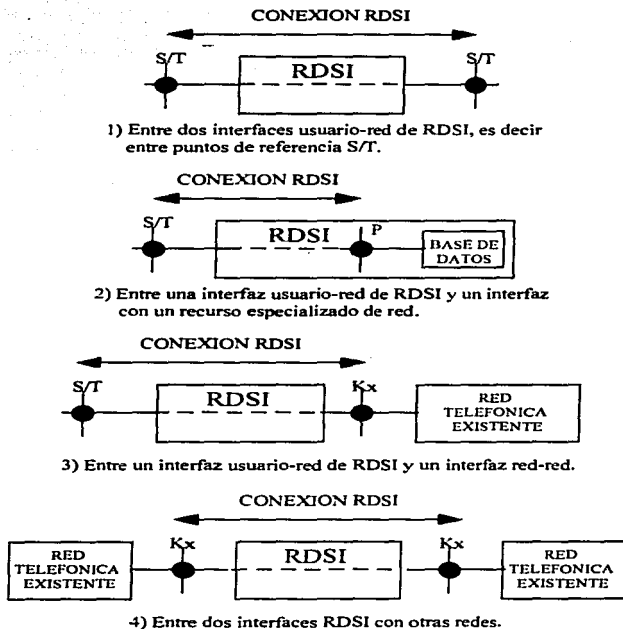 CONEXION RDSI
S/T
RDSI
S/T
1) Entre dos interfaces usuario-red de RDSI, es decir
entre puntos de referencia S/T.
CONEXION RDSI
S/T
RDSI
P
BASE DE
DATOS
2) Entre una interfaz usuario-red de RDSI y un interfaz
con un recurso especializado de red.
CONEXION RDSI
S/T
RDSI
Kx
RED
TELEFONICA
EXISTENTE
3) Entre un interfaz usuario-red de RDSI y un interfaz red-red.
CONEXION RDSI
RED
TELEFONICA
EXISTENTE
Kx
RDSI
Kx
RED
TELEFONICA
EXISTENTE
4) Entre dos interfaces RDSI con otras redes.